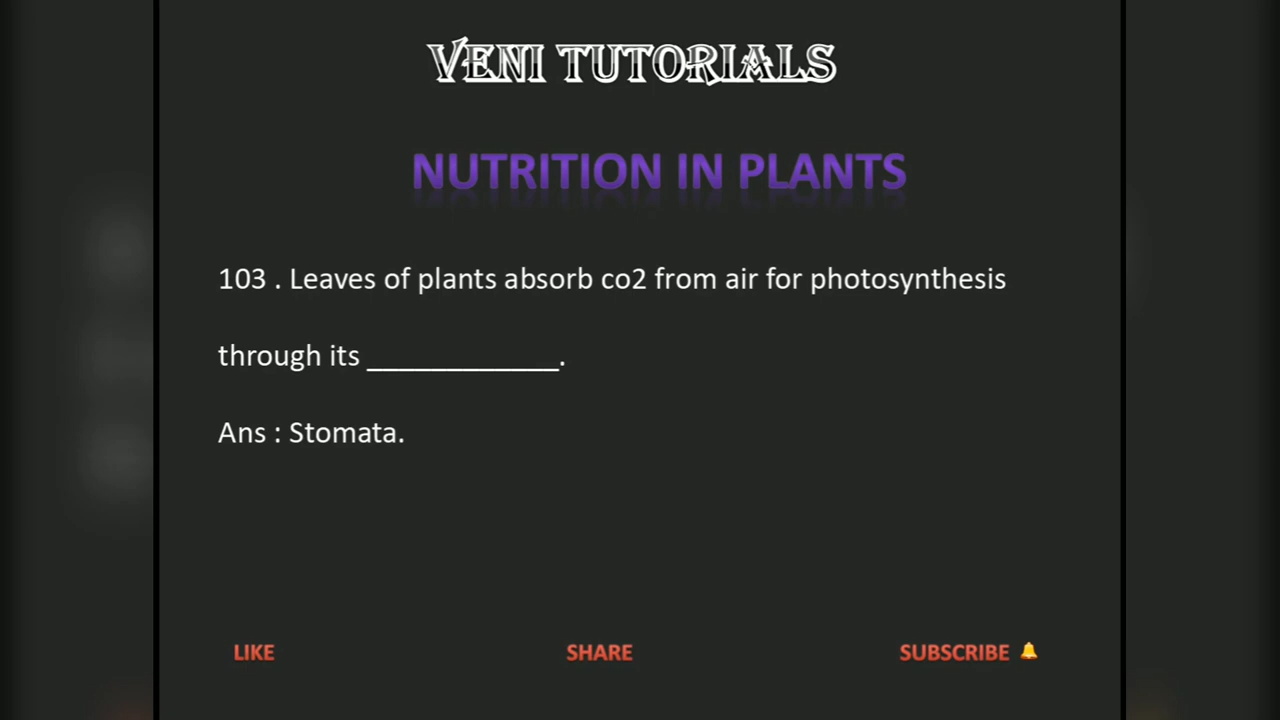 VENI TUTORIALS
NUTRITION IN PLANTS
103 . Leaves of plants absorb co2 from air for photosynthesis
through its ____________.
Ans : Stomata.
LIKE SHARE SUBSCRIBE 🔔